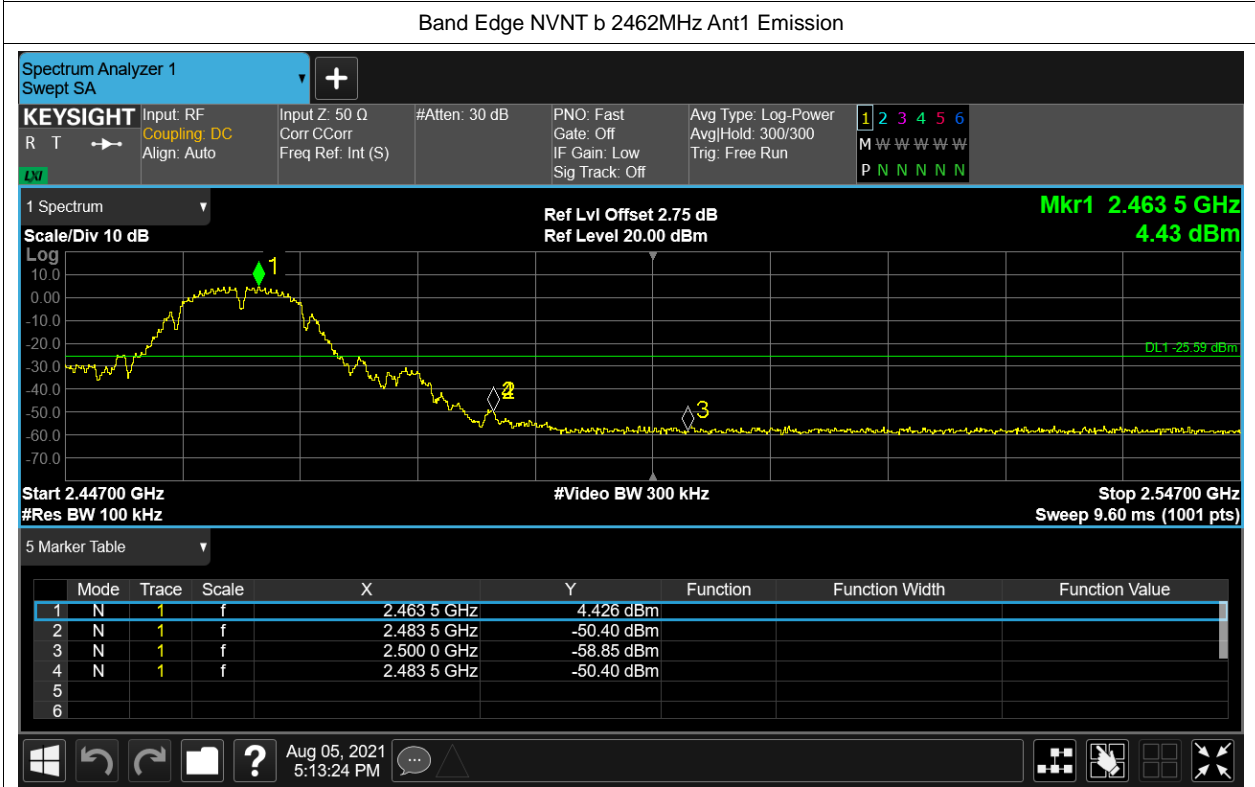 Band Edge NVNT b 2462MHz Ant1 Emission
Spectrum Analyzer 1
Swept SA
KEYSIGHT
R T
LXI
Input: RF
Coupling: DC
Align: Auto
Input Z: 50 Ω
Corr CCorr
Freq Ref: Int (S)
#Atten: 30 dB
PNO: Fast
Gate: Off
IF Gain: Low
Sig Track: Off
Avg Type: Log-Power
Avg|Hold: 300/300
Trig: Free Run
1 2 3 4 5 6
M W W W W W
P N N N N N
1 Spectrum
Scale/Div 10 dB
Ref Lvl Offset 2.75 dB
Ref Level 20.00 dBm
Mkr1 2.463 5 GHz
4.43 dBm
Log
10.0
0.00
-10.0
-20.0
-30.0
-40.0
-50.0
-60.0
-70.0
1
2
4
3
DL1 -25.59 dBm
Start 2.44700 GHz
#Res BW 100 kHz
#Video BW 300 kHz
Stop 2.54700 GHz
Sweep 9.60 ms (1001 pts)
5 Marker Table
Mode Trace Scale X Y Function Function Width Function Value
1 N 1 f 2.463 5 GHz 4.426 dBm
2 N 1 f 2.483 5 GHz -50.40 dBm
3 N 1 f 2.500 0 GHz -58.85 dBm
4 N 1 f 2.483 5 GHz -50.40 dBm
5
6
?
Aug 05, 2021
5:13:24 PM